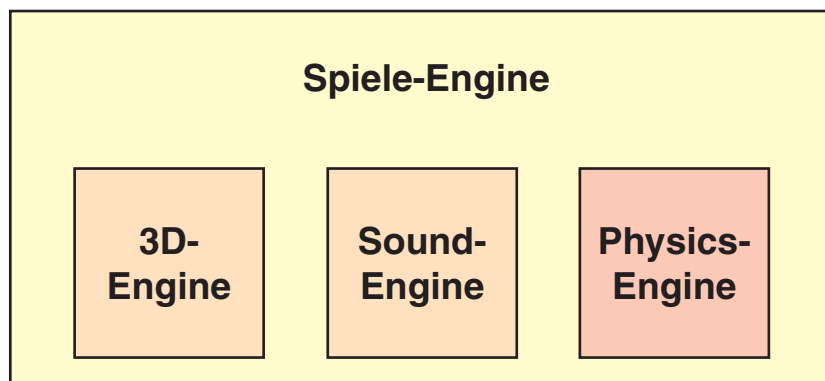 Spiele-Engine
3D-
Engine
Sound-
Engine
Physics-
Engine